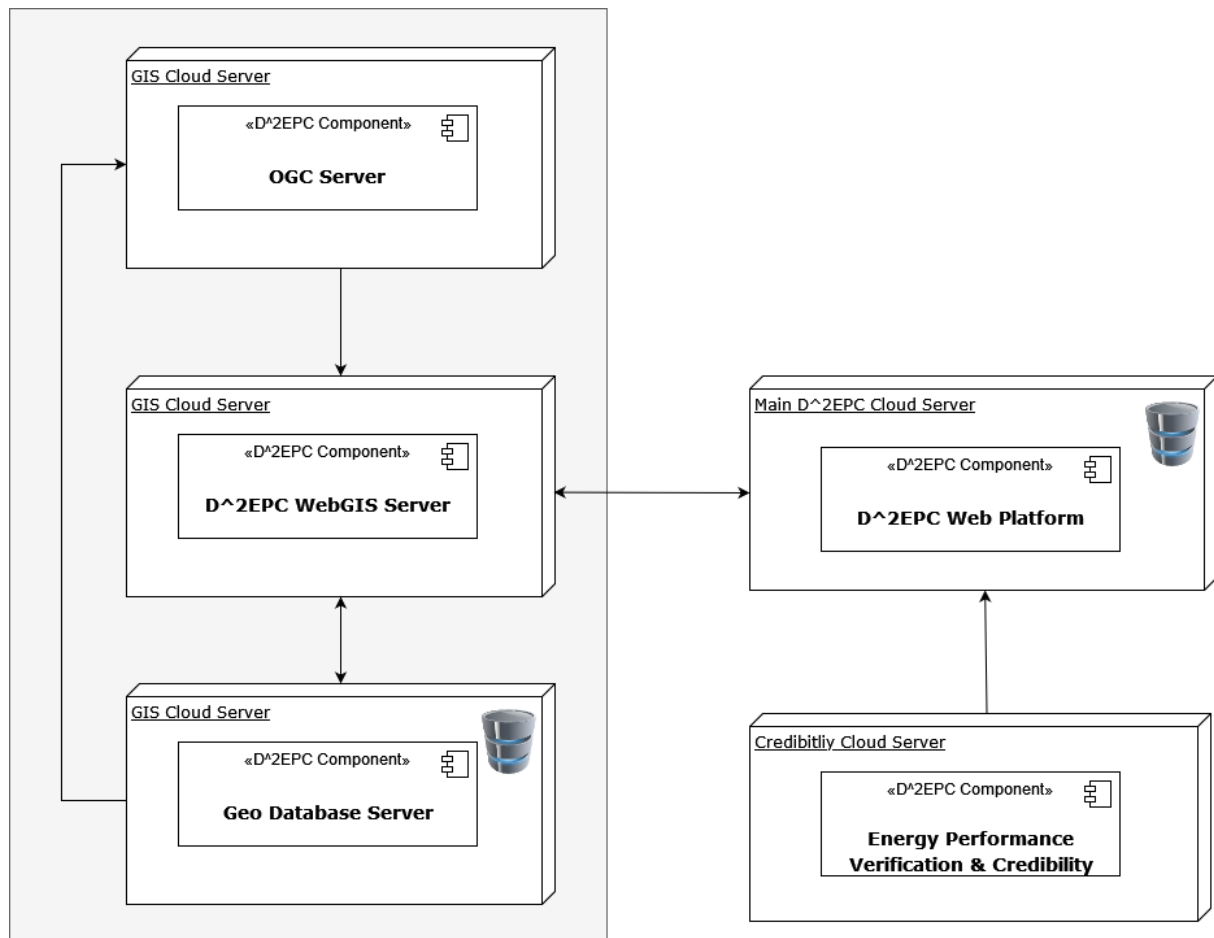 GIS Cloud Server
«D^2EPC Component»
OGC Server
GIS Cloud Server
«D^2EPC Component»
D^2EPC WebGIS Server
Main D^2EPC Cloud Server
«D^2EPC Component»
D^2EPC Web Platform
GIS Cloud Server
«D^2EPC Component»
Geo Database Server
Credibitliy Cloud Server
«D^2EPC Component»
Energy Performance
Verification & Credibility